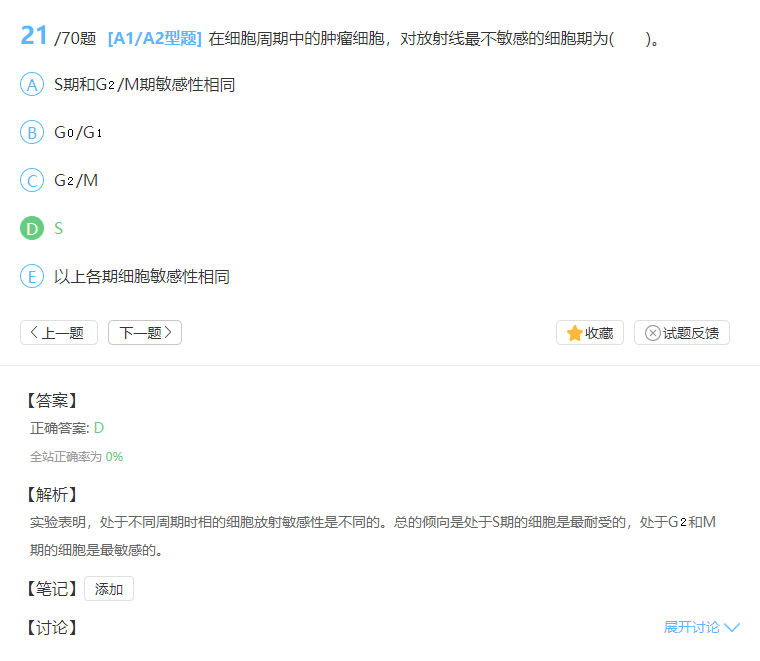 21 /70题 [A1/A2型题] 在细胞周期中的肿瘤细胞，对放射线最不敏感的细胞期为(　　)。
A S期和G2/M期敏感性相同
B G0/G1
C G2/M
D S
E 以上各期细胞敏感性相同
上一题 下一题 收藏 试题反馈
【答案】
正确答案: D
全站正确率为 0%
【解析】
实验表明，处于不同周期时相的细胞放射敏感性是不同的。总的倾向是处于S期的细胞是最耐受的，处于G2和M
期的细胞是最敏感的。
【笔记】 添加
【讨论】 展开讨论